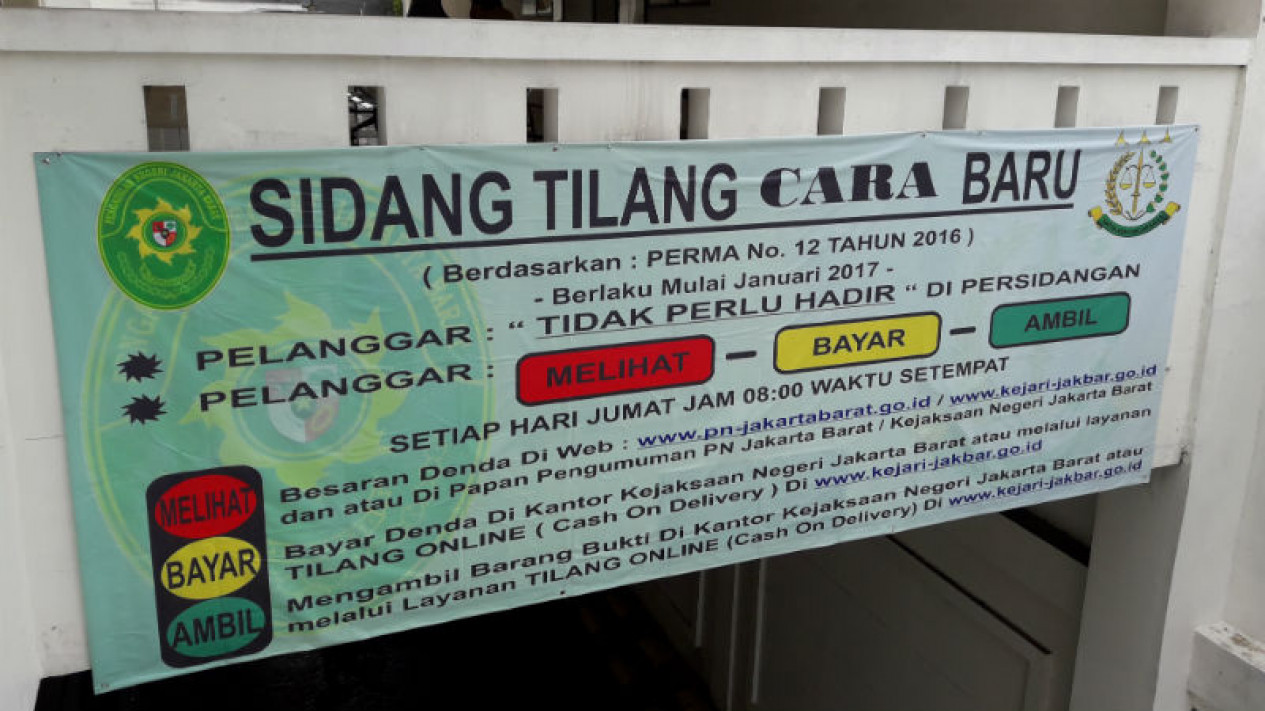 PENGADILAN NEGERI JAKARTA BARAT
SIDANG TILANG CARA BARU
( Berdasarkan : PERMA No. 12 TAHUN 2016 )
- Berlaku Mulai Januari 2017 -
PELANGGAR : “ TIDAK PERLU HADIR “ DI PERSIDANGAN
PELANGGAR : MELIHAT – BAYAR – AMBIL
SETIAP HARI JUMAT JAM 08:00 WAKTU SETEMPAT
MELIHAT
Besaran Denda Di Web : www.pn-jakartabarat.go.id / www.kejari-jakbar.go.id
dan atau Di Papan Pengumuman PN Jakarta Barat / Kejaksaan Negeri Jakarta Barat
BAYAR
Bayar Denda Di Kantor Kejaksaan Negeri Jakarta Barat atau melalui layanan
TILANG ONLINE ( Cash On Delivery ) Di www.kejari-jakbar.go.id
AMBIL
Mengambil Barang Bukti Di Kantor Kejaksaan Negeri Jakarta Barat atau
melalui Layanan TILANG ONLINE (Cash On Delivery) Di www.kejari-jakbar.go.id